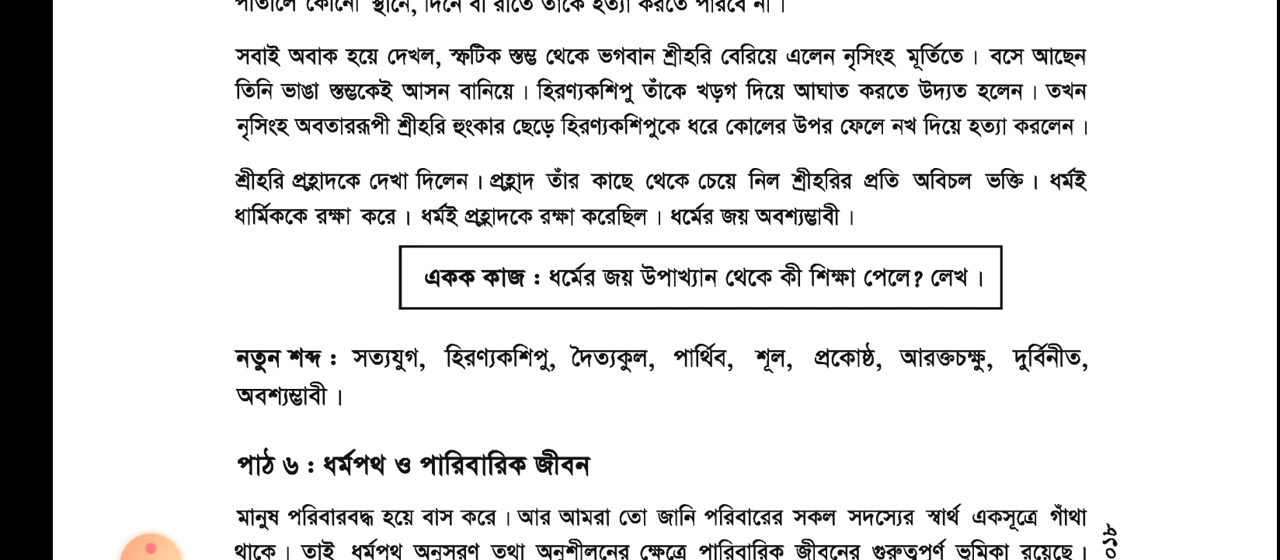 পাতালে কোনো স্থানে, দিনে বা রাতে তাকে হত্যা করতে পারবে না।
সবাই অবাক হয়ে দেখল, স্ফটিক স্তম্ভ থেকে ভগবান শ্রীহরি বেরিয়ে এলেন নৃসিংহ মূর্তিতে। বসে আছেন
তিনি ভাঙা স্তম্ভকেই আসন বানিয়ে। হিরণ্যকশিপু তাঁকে খড়গ দিয়ে আঘাত করতে উদ্যত হলেন। তখন
নৃসিংহ অবতাররূপী শ্রীহরি হুংকার ছেড়ে হিরণ্যকশিপুকে ধরে কোলের উপর ফেলে নখ দিয়ে হত্যা করলেন।
শ্রীহরি প্রহ্লাদকে দেখা দিলেন। প্রহ্লাদ তাঁর কাছে থেকে চেয়ে নিল শ্রীহরির প্রতি অবিচল ভক্তি। ধর্মই
ধার্মিককে রক্ষা করে। ধর্মই প্রহ্লাদকে রক্ষা করেছিল। ধর্মের জয় অবশ্যম্ভাবী।
একক কাজ : ধর্মের জয় উপাখ্যান থেকে কী শিক্ষা পেলে? লেখ।
নতুন শব্দ : সত্যযুগ, হিরণ্যকশিপু, দৈত্যকুল, পার্থিব, শূল, প্রকোষ্ঠ, আরক্তচক্ষু, দুর্বিনীত,
অবশ্যম্ভাবী।
পাঠ ৬ : ধর্মপথ ও পারিবারিক জীবন
মানুষ পরিবারবদ্ধ হয়ে বাস করে। আর আমরা তো জানি পরিবারের সকল সদস্যের স্বার্থ একসূত্রে গাঁথা
থাকে। তাই ধর্মপথ অনুসরণ তথা অনুশীলনের ক্ষেত্রে পারিবারিক জীবনের গুরুত্বপূর্ণ ভূমিকা রয়েছে।